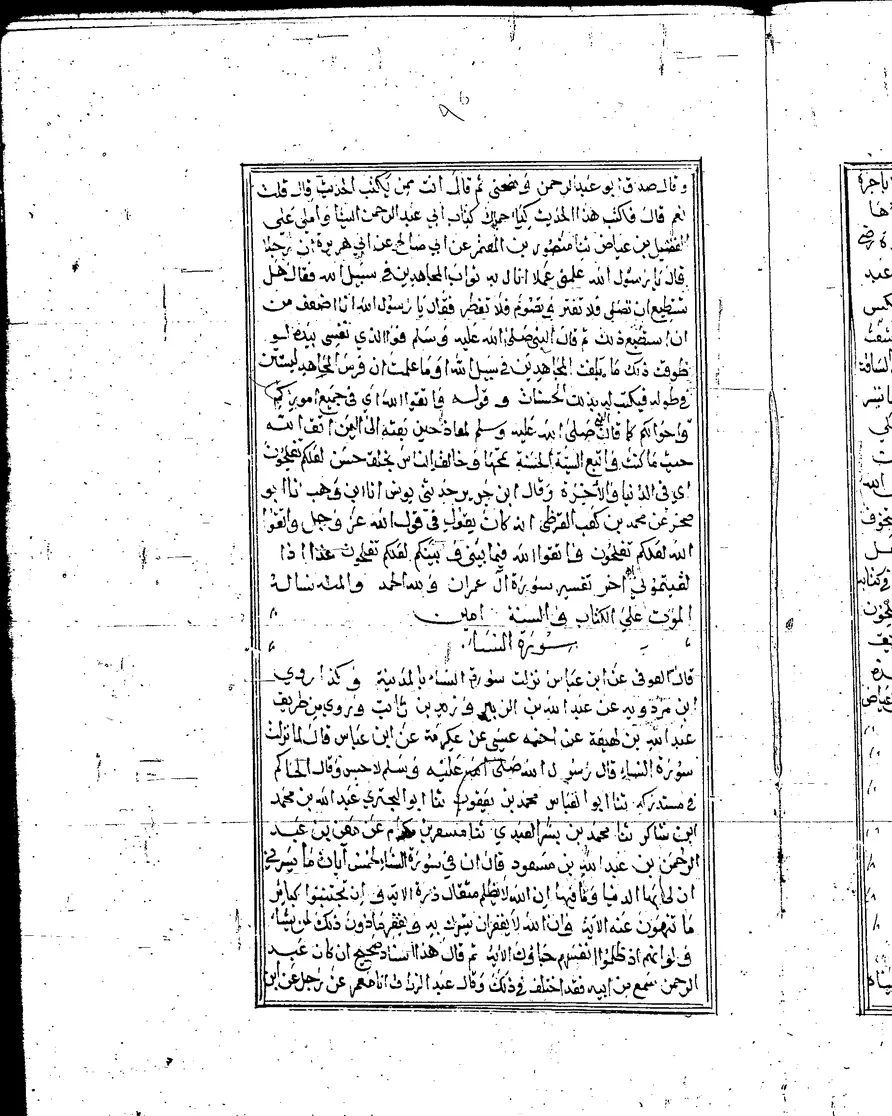 وقال صدق ابو عبد الرحمن ونصحني ثم قال انت ممن يكتب الحديث قال قلت
نعم قال فاكتب هذا الحديث كرا حملك كتاب ابي عبد الرحمن الينا واملى علي
الفضيل بن عياض ثنا منصور بن المعتمر عن ابي صالح عن ابي هريرة ان رجلا
قال يا رسول الله علمني عملا انال به ثواب المجاهدين في سبيل الله فقال هل
تستطيع ان تصلي فلا تفتر وتصوم فلا تفطر فقال يا رسول الله انا اضعف من
ان استطيع ذلك ثم قال النبي صلى الله عليه وسلم فوالذي نفسي بيده لو
طوقت ذلك ما بلغت المجاهدين في سبيل الله اوما علمت ان فرس المجاهد ليستن
في طوله فيكتب له بذلك الحسنات وقوله واتقوا الله اي في جميع اموركم
واحوالكم كما قال النبي صلى الله عليه وسلم لمعاذ حين بعثه الى اليمن اتق الله
حيث ما كنت واتبع السيئة الحسنة تمحها وخالق الناس بخلق حسن لعلكم تفلحون
اي في الدنيا والاخرة وقال ابن جرير حدثني يونس انا ابن وهب انا ابو
صخر عن محمد بن كعب القرظي انه كان يقول في قول الله عز وجل واتقوا
الله لعلكم تفلحون واتقوا الله فيما بيني وبينكم لعلكم تفلحون غدا اذا
لقيتموني اخر تفسير سورة آل عمران ولله الحمد والمنه نساله
الموت على الكتاب والسنة امين
سورة النساء
قال العوفي عن ابن عباس نزلت سورة النساء بالمدينة وكذا روي
ابن مردويه عن عبد الله بن الزبير وزيد بن ثابت وروي من طريق
عبد الله بن لهيعة عن اخيه عيسى عن عكرمة عن ابن عباس قال لما نزلت
سورة النساء قال رسول الله صلى الله عليه وسلم لا حبس وقال الحاكم
في مستدركه ثنا ابو العباس محمد بن يعقوب ثنا ابو البختري عبد الله بن محمد
ابن شاكر ثنا محمد بن بشر العبدي ثنا مسعر بن كدام عن معن بن عبد
الرحمن بن عبد الله بن مسعود قال ان في سورة النساء لخمس آيات ما يسرني
ان لي بها الدنيا وما فيها ان الله لا يظلم مثقال ذرة الاية وان تجتنبوا كبائر
ما تنهون عنه الاية وان الله لا يغفر ان يشرك به ويغفر ما دون ذلك لمن يشاء
ولو انهم اذ ظلموا انفسهم جاؤك الاية ثم قال هذا اسناد صحيح ان كان عبد
الرحمن سمع من ابيه فقد اختلف في ذلك وقال عبد الرزاق انا معمر عن رجل عن ابن